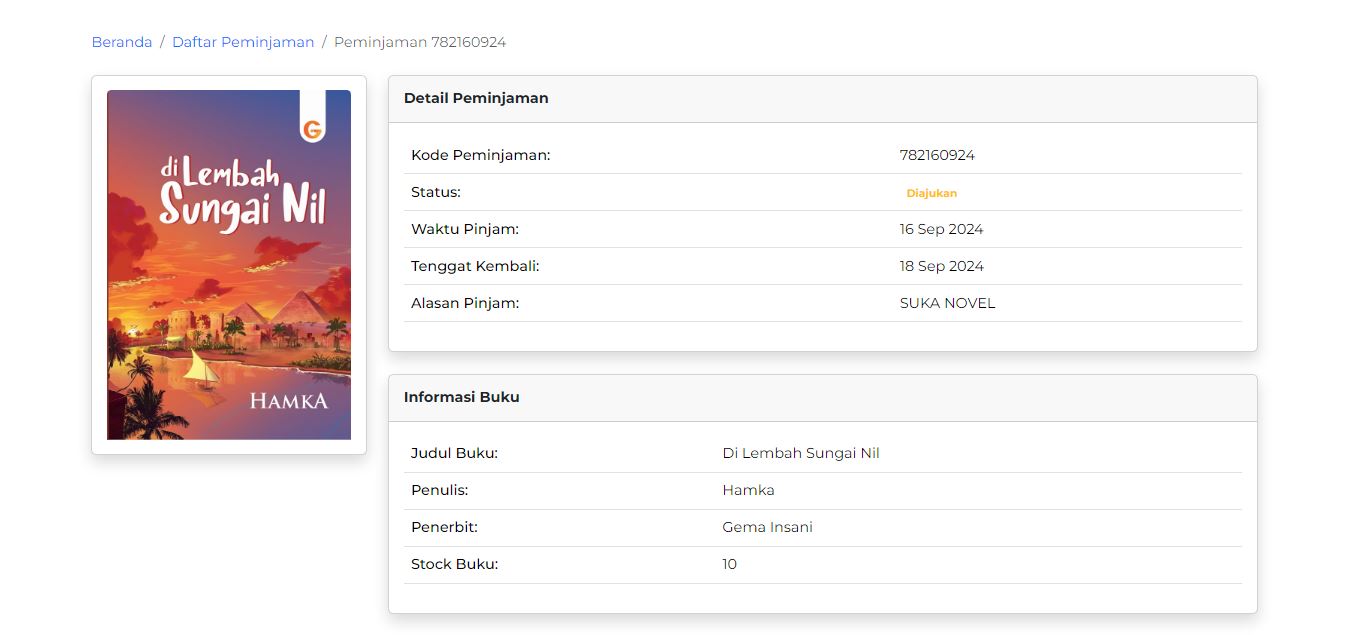 Beranda / Daftar Peminjaman / Peminjaman 782160924
G
di Lembah
Sungai Nil
HAMKA
Detail Peminjaman
Kode Peminjaman: 782160924
Status: Diajukan
Waktu Pinjam: 16 Sep 2024
Tenggat Kembali: 18 Sep 2024
Alasan Pinjam: SUKA NOVEL
Informasi Buku
Judul Buku: Di Lembah Sungai Nil
Penulis: Hamka
Penerbit: Gema Insani
Stock Buku: 10